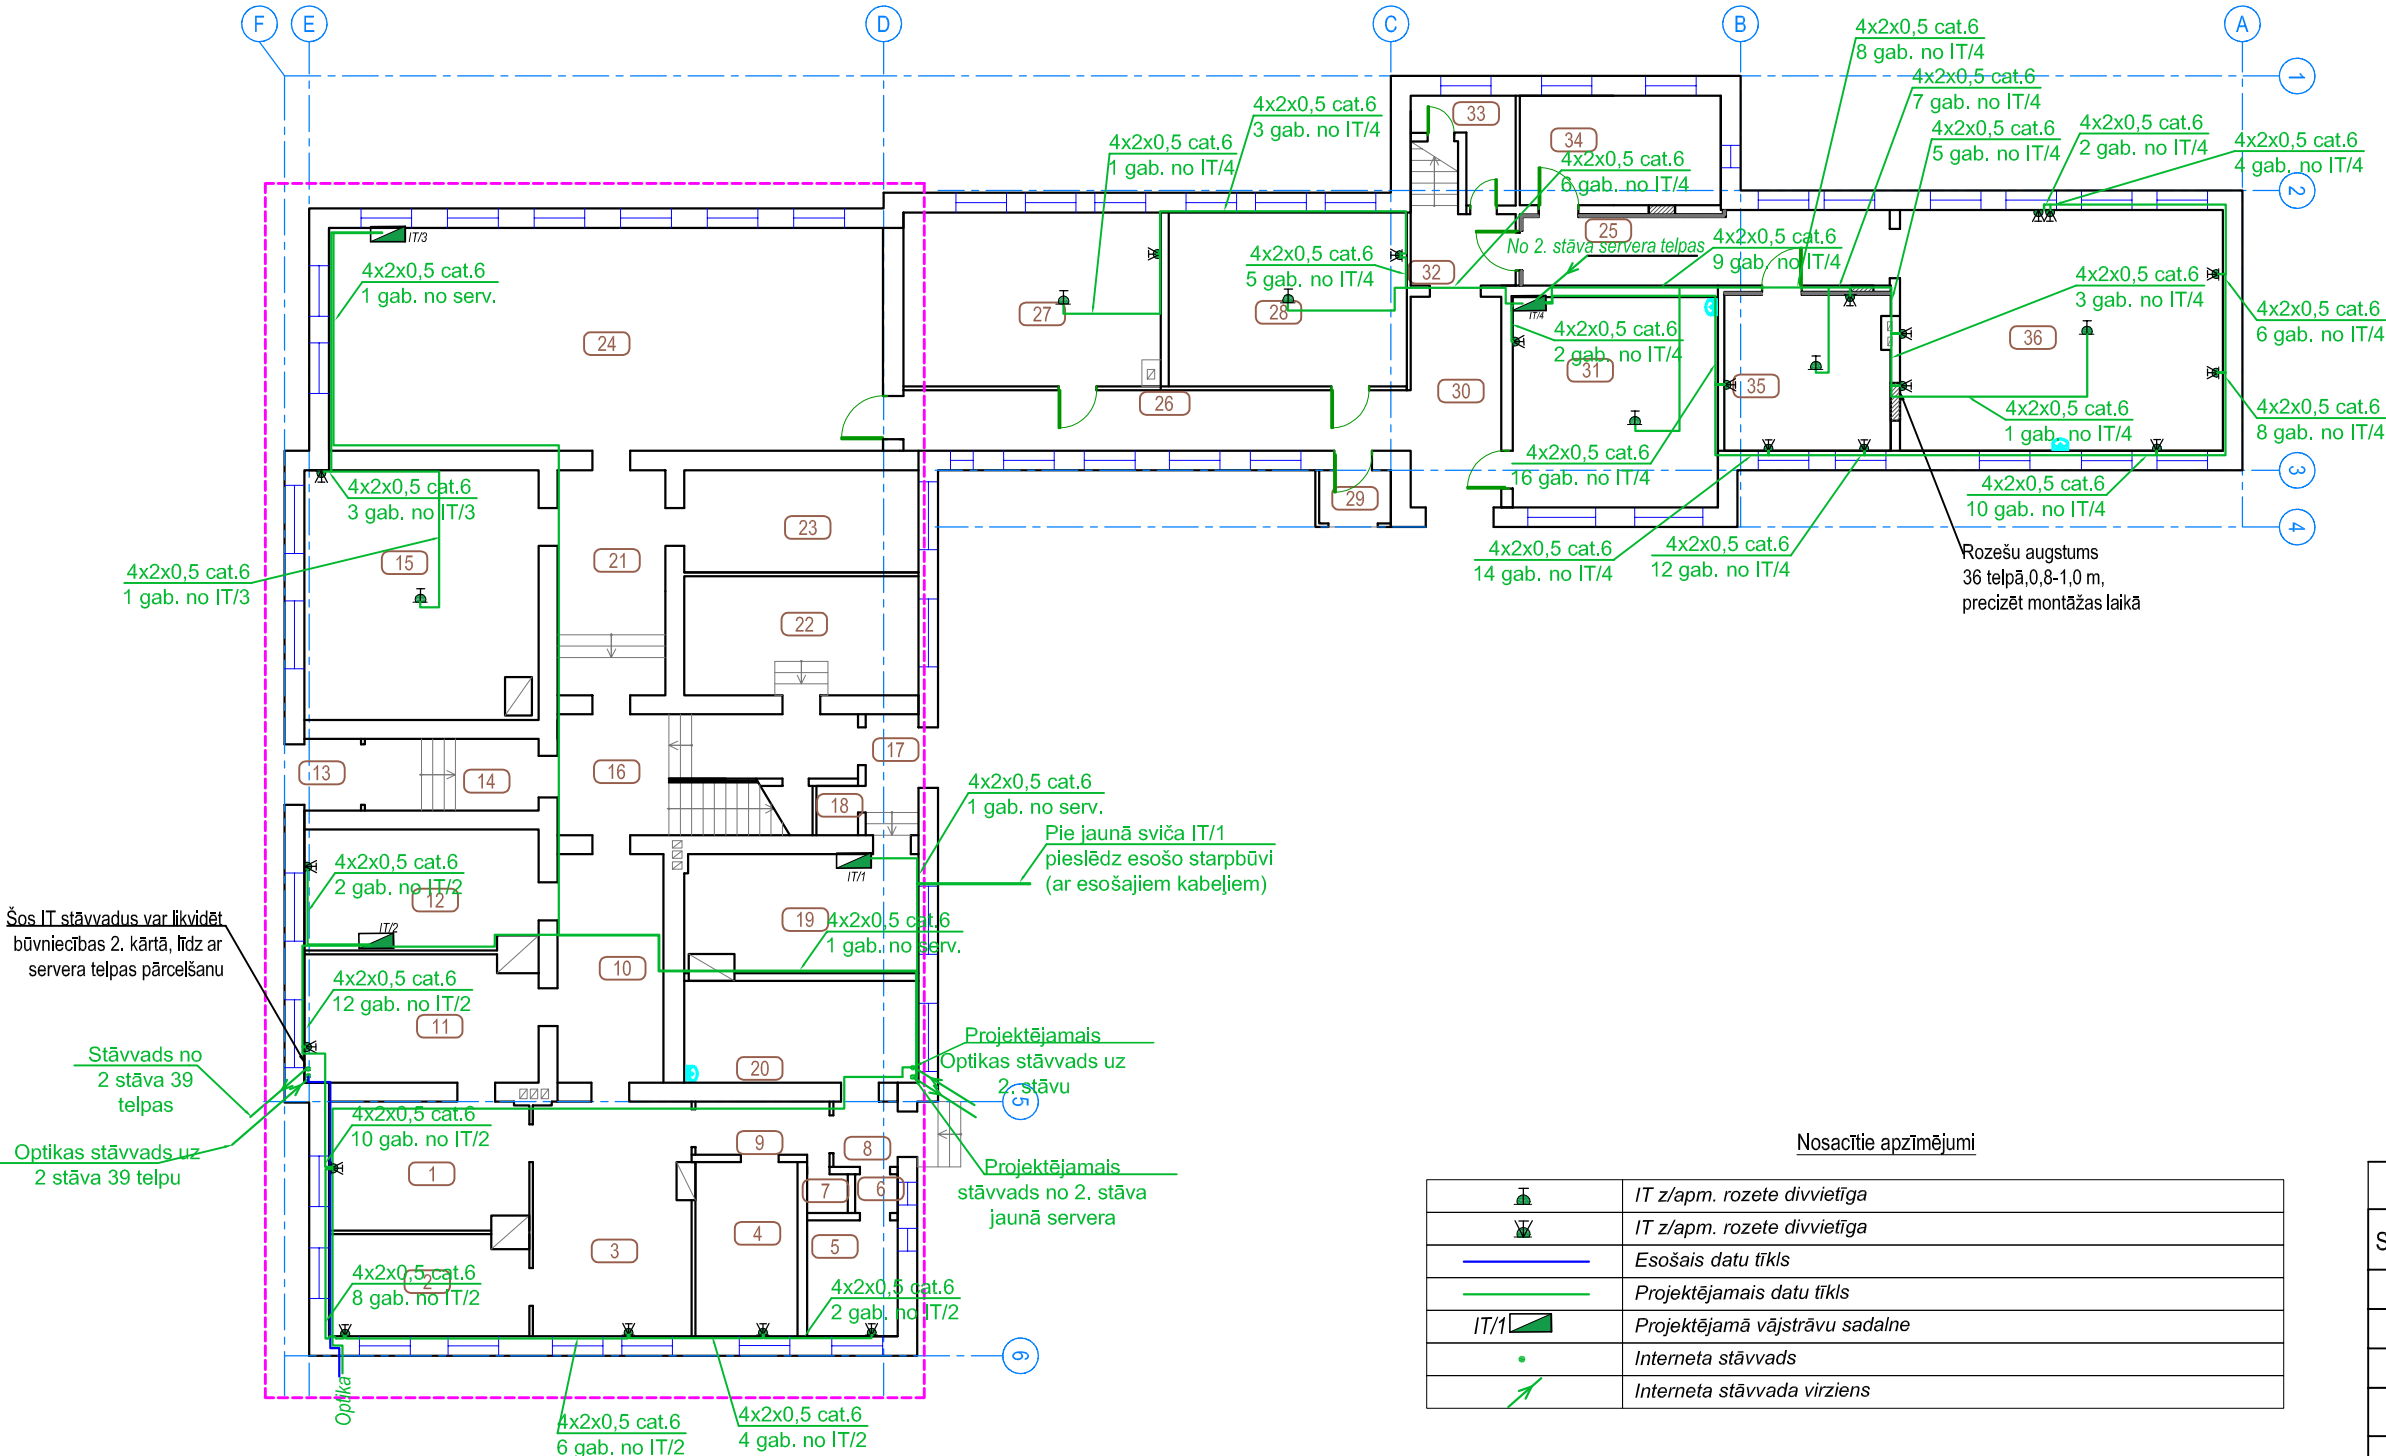 F
E
D
C
B
A
1
2
3
4
5
6
4x2x0,5 cat.6
8 gab. no IT/4
4x2x0,5 cat.6
7 gab. no IT/4
4x2x0,5 cat.6
5 gab. no IT/4
4x2x0,5 cat.6
2 gab. no IT/4
4x2x0,5 cat.6
4 gab. no IT/4
4x2x0,5 cat.6
3 gab. no IT/4
4x2x0,5 cat.6
1 gab. no IT/4
33
34
4x2x0,5 cat.6
6 gab. no IT/4
25
No 2. stāva servera telpas
4x2x0,5 cat.6
9 gab. no IT/4
IT/3
4x2x0,5 cat.6
1 gab. no serv.
4x2x0,5 cat.6
5 gab. no IT/4
32
4x2x0,5 cat.6
3 gab. no IT/4
27
28
IT/4
4x2x0,5 cat.6
2 gab. no IT/4
31
36
4x2x0,5 cat.6
6 gab. no IT/4
24
26
30
35
4x2x0,5 cat.6
1 gab. no IT/4
4x2x0,5 cat.6
8 gab. no IT/4
4x2x0,5 cat.6
16 gab. no IT/4
4x2x0,5 cat.6
10 gab. no IT/4
29
4x2x0,5 cat.6
3 gab. no IT/3
23
4x2x0,5 cat.6
14 gab. no IT/4
4x2x0,5 cat.6
12 gab. no IT/4
Rozešu augstums
36 telpā,0,8-1,0 m,
precizēt montāžas laikā
15
21
4x2x0,5 cat.6
1 gab. no IT/3
22
13
14
16
17
18
4x2x0,5 cat.6
1 gab. no serv.
Pie jaunā sviča IT/1
pieslēdz esošo starpbūvi
(ar esošajiem kabeļiem)
4x2x0,5 cat.6
2 gab. no IT/2
12
IT/1
19
4x2x0,5 cat.6
1 gab. no serv.
IT/2
Šos IT stāvvadus var likvidēt
būvniecības 2. kārtā, līdz ar
servera telpas pārcelšanu
10
4x2x0,5 cat.6
12 gab. no IT/2
11
20
Stāvvads no
2 stāva 39
telpas
Projektējamais
Optikas stāvvads uz
2. stāvu
4x2x0,5 cat.6
10 gab. no IT/2
Optikas stāvvads uz
2 stāva 39 telpu
1
9
8
7
6
Projektējamais
stāvvads no 2. stāva
jaunā servera
4
5
3
2
4x2x0,5 cat.6
8 gab. no IT/2
4x2x0,5 cat.6
2 gab. no IT/2
Optika
4x2x0,5 cat.6
6 gab. no IT/2
4x2x0,5 cat.6
4 gab. no IT/2
Nosacītie apzīmējumi
IT z/apm. rozete divvietīga
IT z/apm. rozete divvietīga
Esošais datu tīkls
Projektējamais datu tīkls
IT/1 Projektējamā vājstrāvu sadalne
Interneta stāvvads
Interneta stāvvada virziens
S